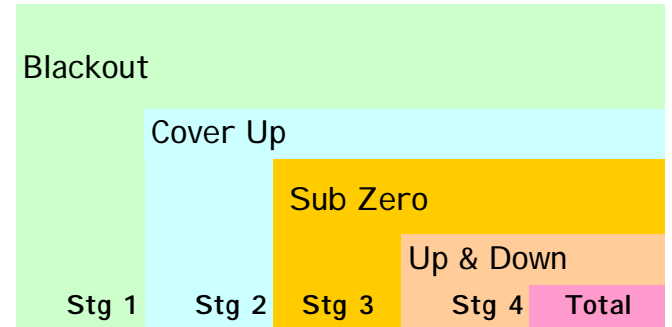 Blackout
Cover Up
Sub Zero
Up & Down
Stg 1 Stg 2 Stg 3 Stg 4 Total